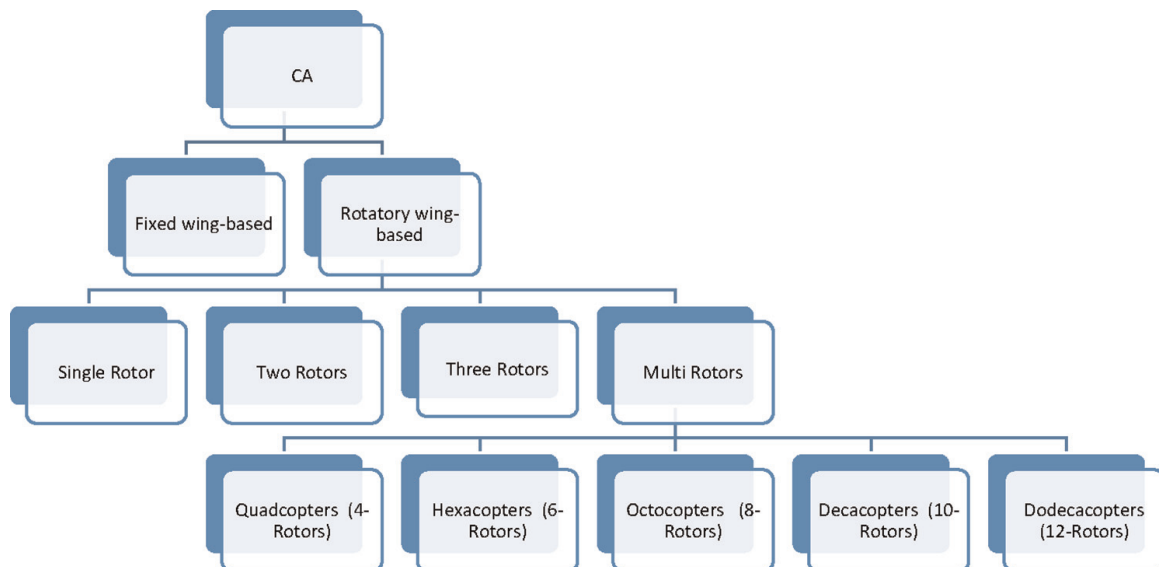 CA
Fixed wing-based
Rotatory wing-
based
Single Rotor
Two Rotors
Three Rotors
Multi Rotors
Quadcopters (4-
Rotors)
Hexacopters (6-
Rotors)
Octocopters (8-
Rotors)
Decacopters (10-
Rotors)
Dodecacopters
(12-Rotors)